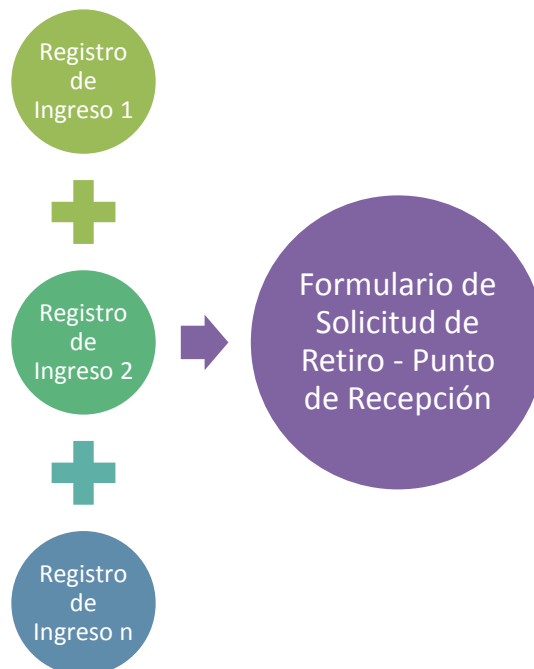 Registro
de
Ingreso 1
Registro
de
Ingreso 2
Registro
de
Ingreso n
Formulario de
Solicitud de
Retiro - Punto
de Recepción